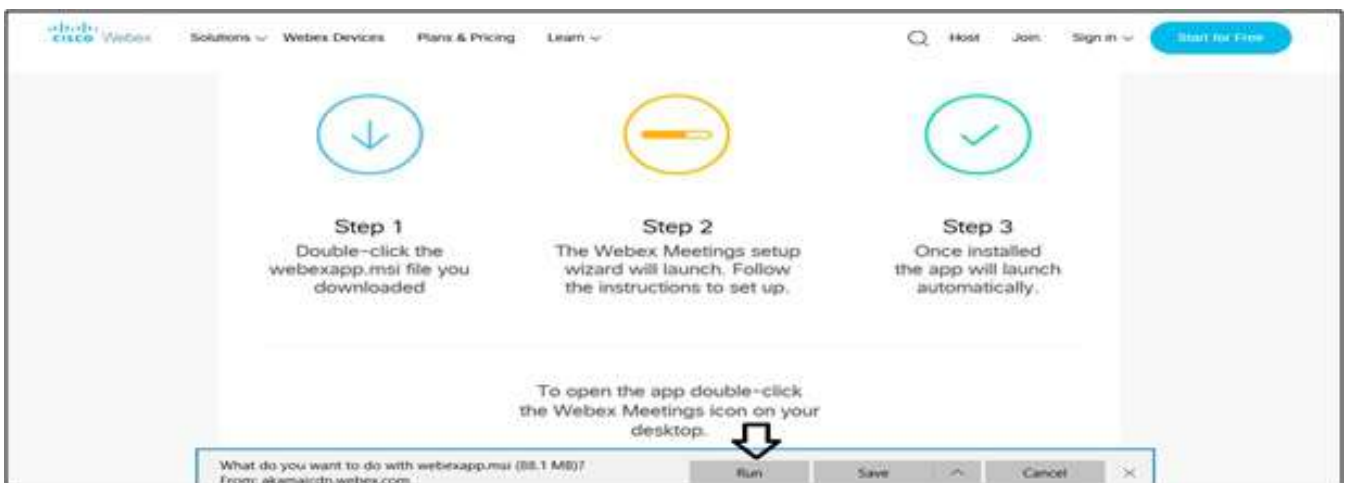 CISCO Webex Solutions Webex Devices Plans & Pricing Learn Host Join Sign in Start for Free
Step 1
Double-click the
webexapp.msi file you
downloaded
Step 2
The Webex Meetings setup
wizard will launch. Follow
the instructions to set up.
Step 3
Once installed
the app will launch
automatically.
To open the app double-click
the Webex Meetings icon on your
desktop.
What do you want to do with webexapp.msi (88.1 MB)?
From: akamaicdn.webex.com
Run Save Cancel